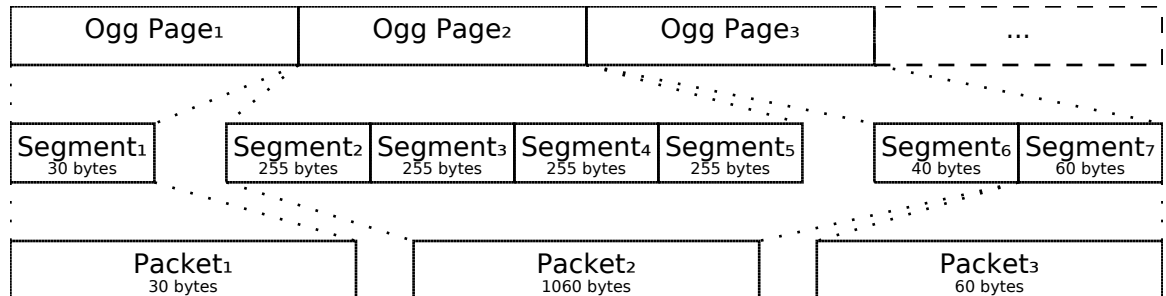 Ogg Page₁ Ogg Page₂ Ogg Page₃ ...
Segment₁ Segment₂ Segment₃ Segment₄ Segment₅ Segment₆ Segment₇
30 bytes 255 bytes 255 bytes 255 bytes 255 bytes 40 bytes 60 bytes
Packet₁ Packet₂ Packet₃
30 bytes 1060 bytes 60 bytes